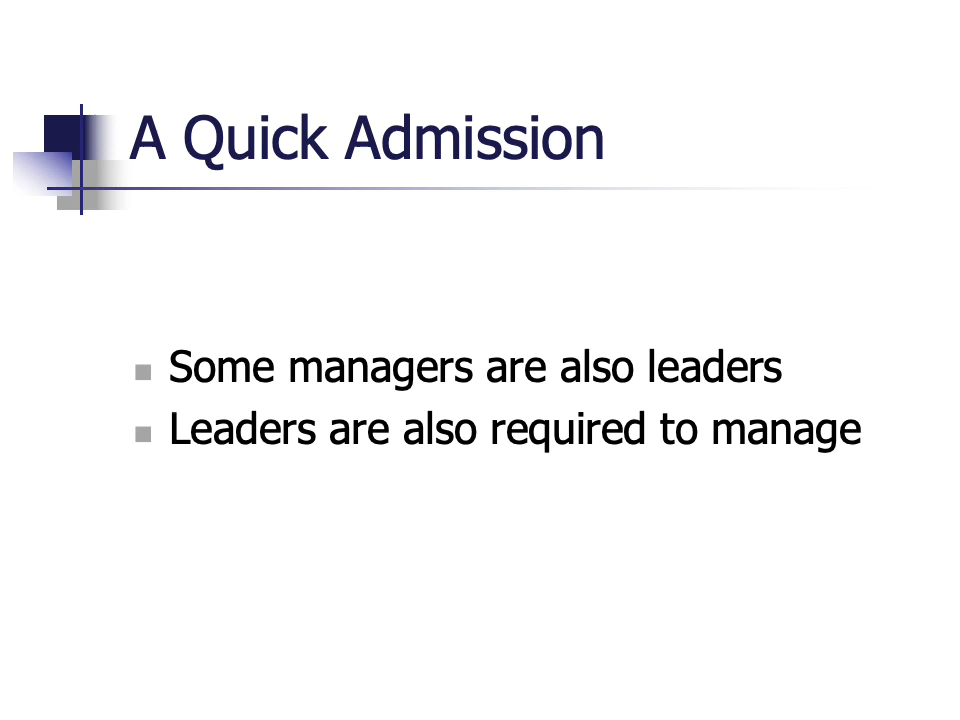 A Quick Admission
Some managers are also leaders
Leaders are also required to manage